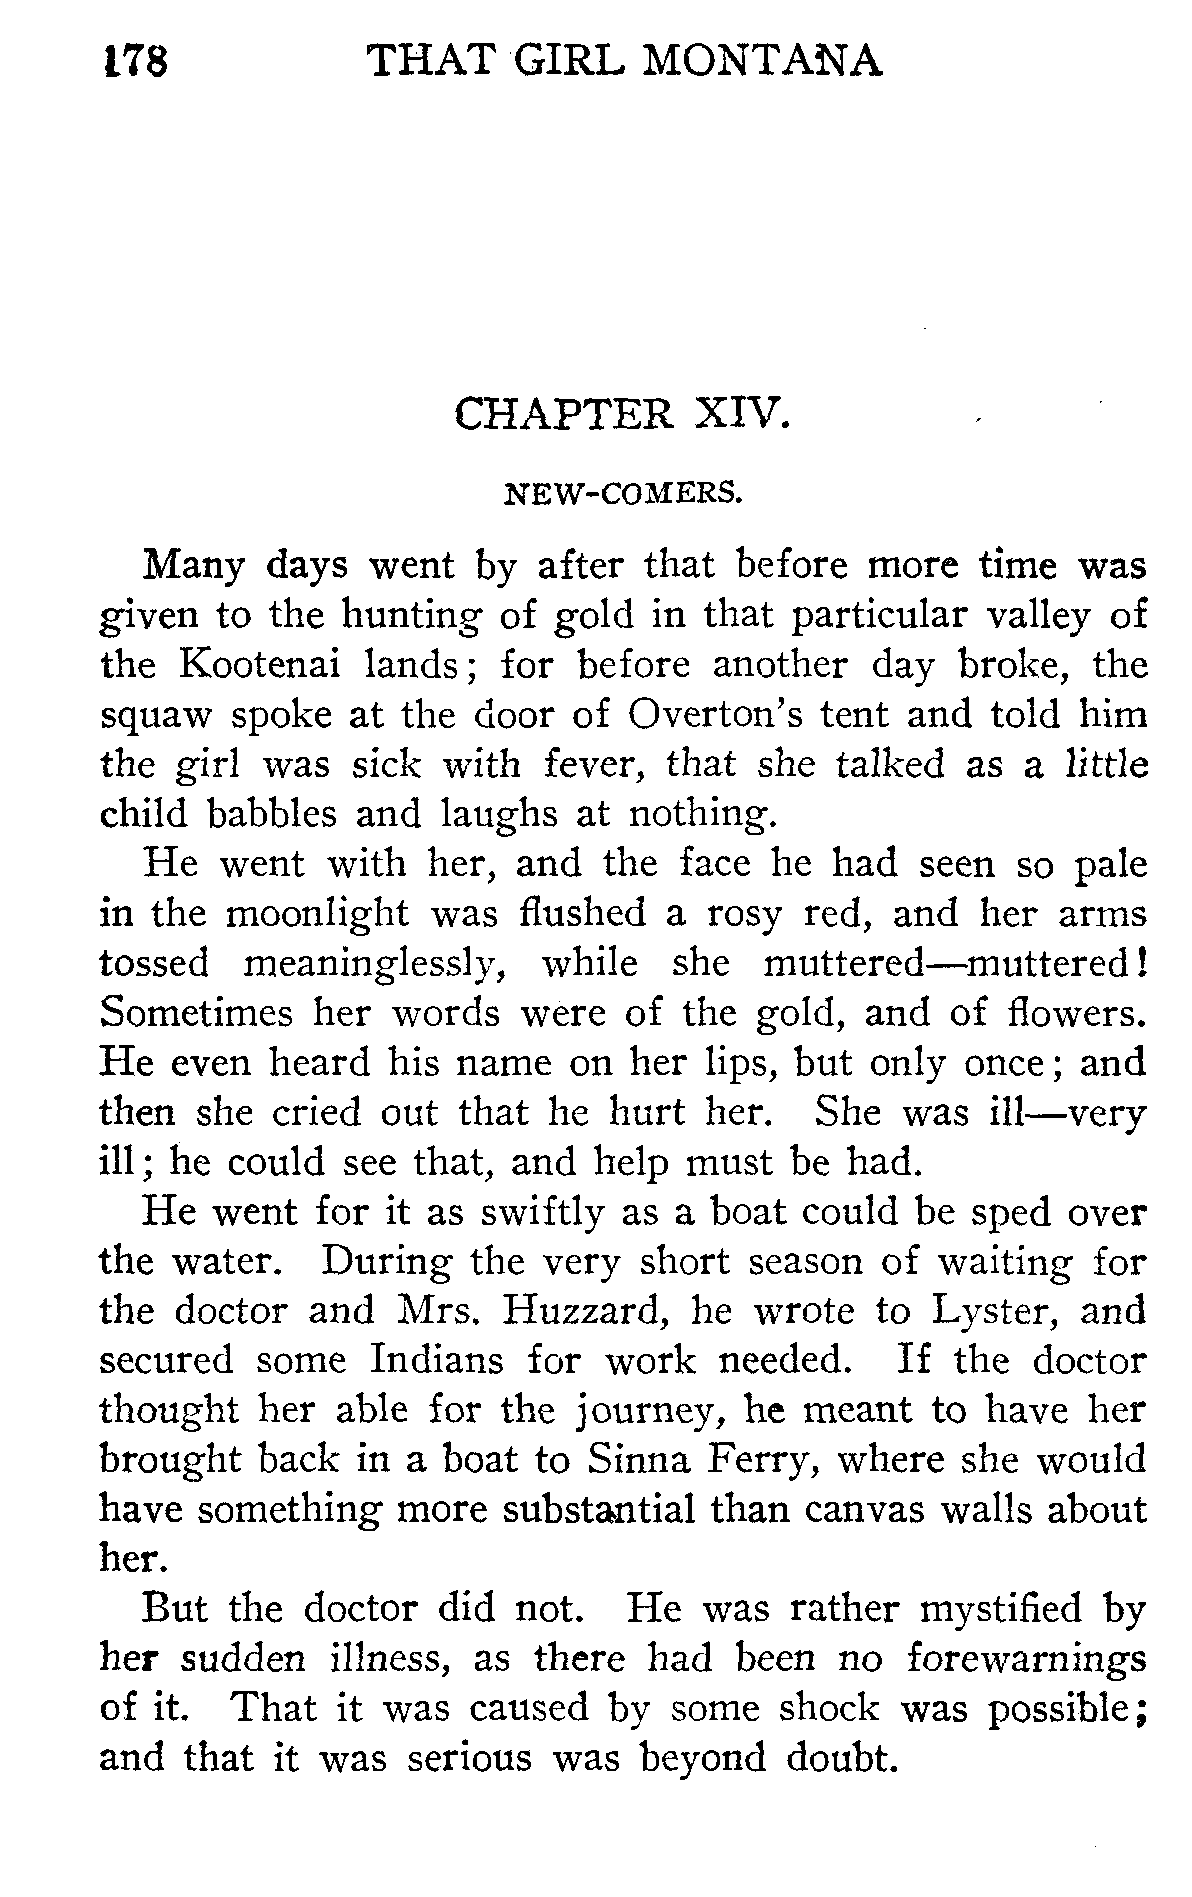 178 THAT GIRL MONTANA
CHAPTER XIV.
NEW-COMERS.
Many days went by after that before more time was
given to the hunting of gold in that particular valley of
the Kootenai lands; for before another day broke, the
squaw spoke at the door of Overton's tent and told him
the girl was sick with fever, that she talked as a little
child babbles and laughs at nothing.
He went with her, and the face he had seen so pale
in the moonlight was flushed a rosy red, and her arms
tossed meaninglessly, while she muttered—muttered!
Sometimes her words were of the gold, and of flowers.
He even heard his name on her lips, but only once; and
then she cried out that he hurt her. She was ill—very
ill; he could see that, and help must be had.
He went for it as swiftly as a boat could be sped over
the water. During the very short season of waiting for
the doctor and Mrs. Huzzard, he wrote to Lyster, and
secured some Indians for work needed. If the doctor
thought her able for the journey, he meant to have her
brought back in a boat to Sinna Ferry, where she would
have something more substantial than canvas walls about
her.
But the doctor did not. He was rather mystified by
her sudden illness, as there had been no forewarnings
of it. That it was caused by some shock was possible;
and that it was serious was beyond doubt.